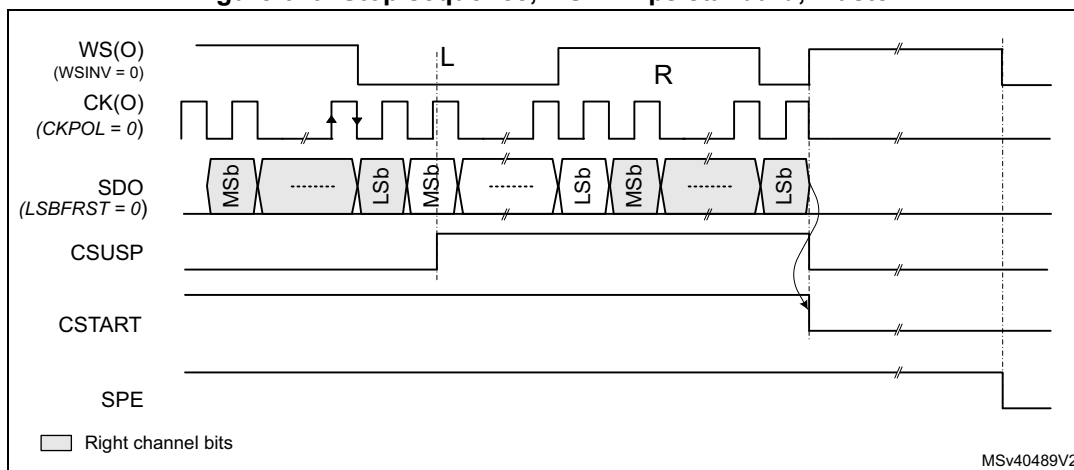 WS(O)
(WSINV = 0)
L
R
CK(O)
(CKPOL = 0)
SDO
(LSBFRST = 0)
MSb
--------
LSb
MSb
--------
LSb
MSb
--------
LSb
CSUSP
CSTART
SPE
Right channel bits
MSv40489V2